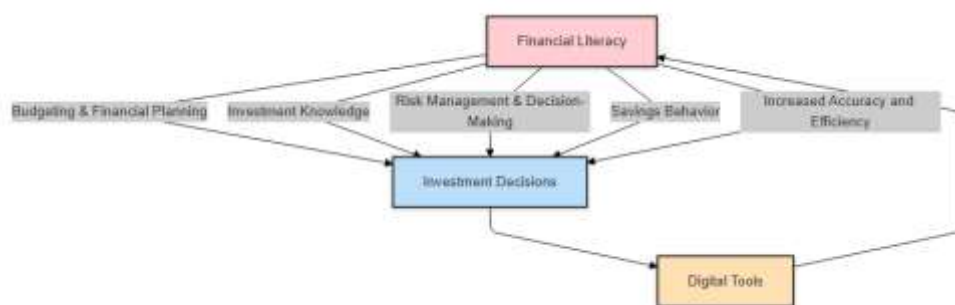 Financial Literacy
Budgeting & Financial Planning
Investment Knowledge
Risk Management & Decision-
Making
Savings Behavior
Increased Accuracy and
Efficiency
Investment Decisions
Digital Tools